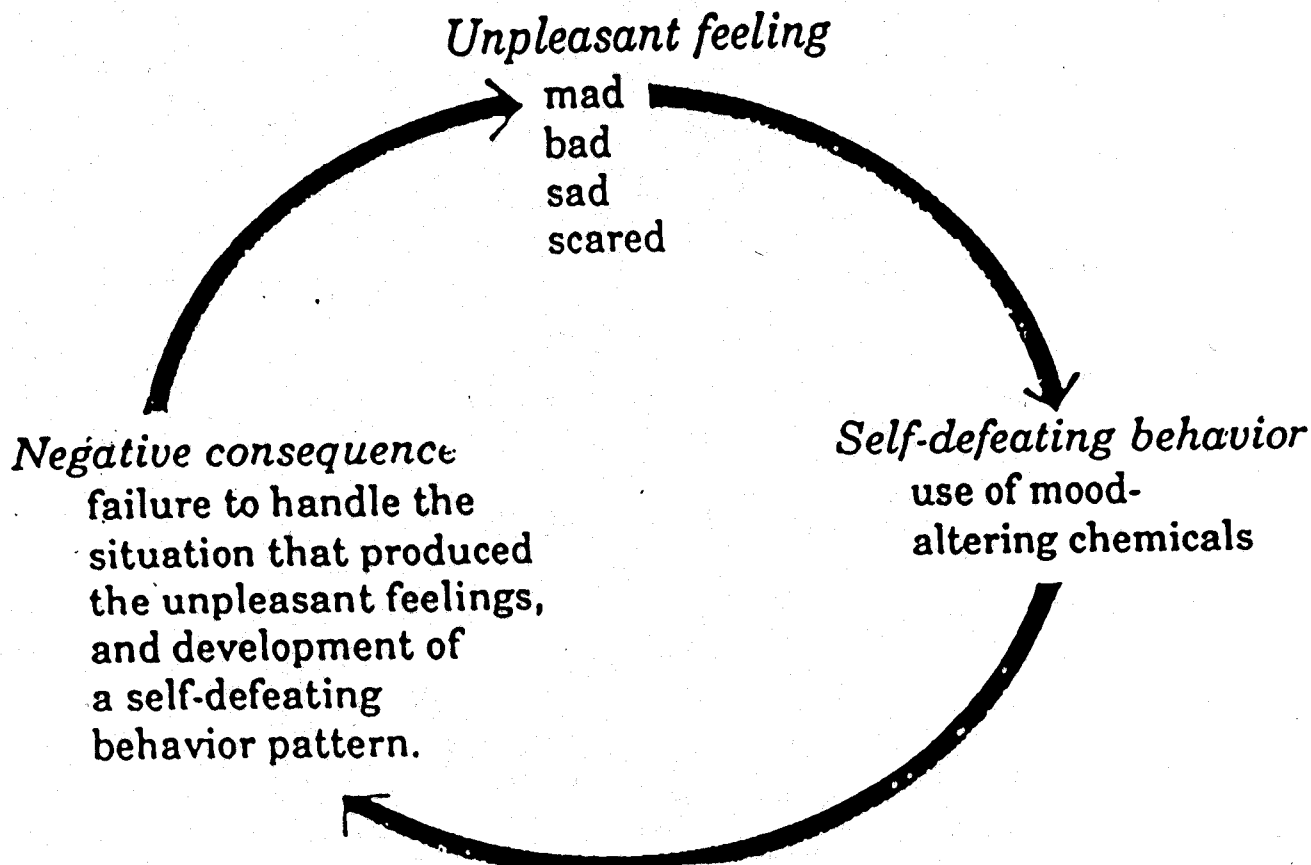 Unpleasant feeling
mad
bad
sad
scared
Self-defeating behavior
use of mood-
altering chemicals
Negative consequence
failure to handle the
situation that produced
the unpleasant feelings,
and development of
a self-defeating
behavior pattern.